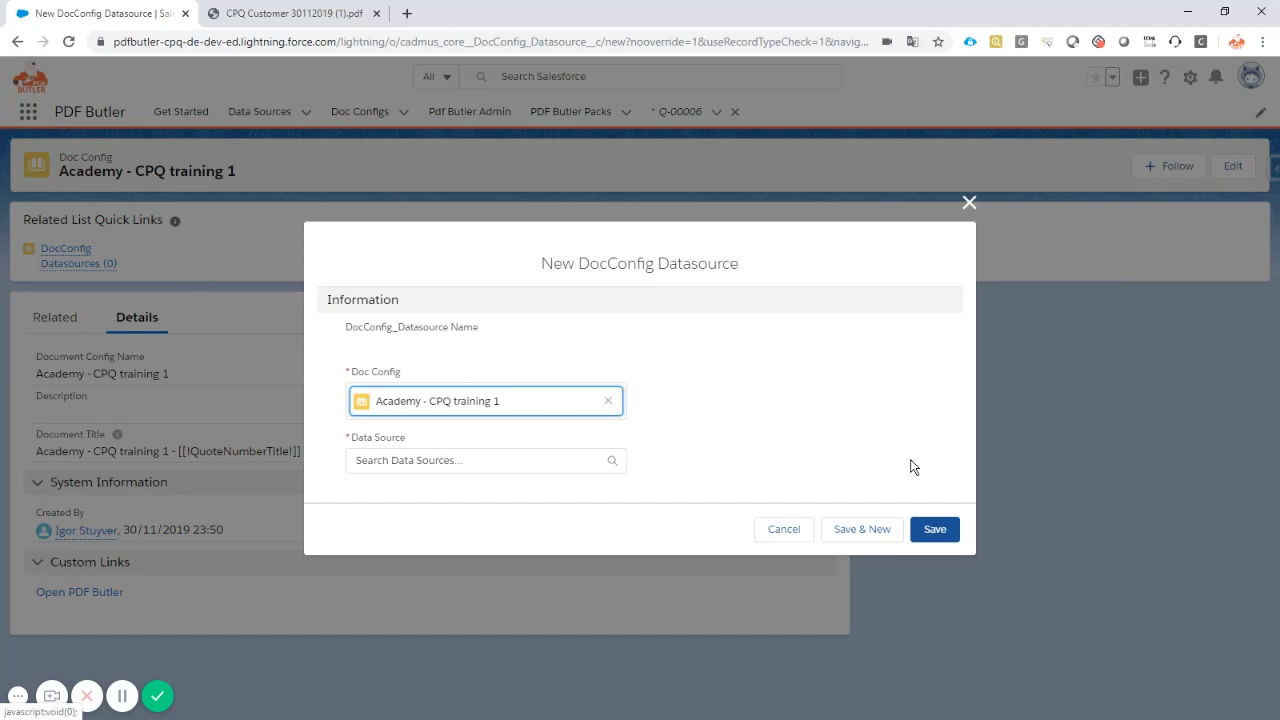 New DocConfig Datasource | Sal
CPQ Customer 30112019 (1).pdf
pdfbutler-cpq-de-dev-ed.lightning.force.com/lightning/o/cadmus_core__DocConfig_Datasource__c/new?nooverride=1&useRecordTypeCheck=1&navig...
BUTLER
All
Search Salesforce
PDF Butler
Get Started
Data Sources
Doc Configs
Pdf Butler Admin
PDF Butler Packs
* Q-00006
Doc Config
Academy - CPQ training 1
Follow
Edit
Related List Quick Links
DocConfig
Datasources (0)
Related
Details
Document Config Name
Academy - CPQ training 1
Description
Document Title
Academy - CPQ training 1 - [[!QuoteNumberTitle!]]
System Information
Created By
Igor Stuyver, 30/11/2019 23:50
Custom Links
Open PDF Butler
New DocConfig Datasource
Information
DocConfig_Datasource Name
* Doc Config
Academy - CPQ training 1
* Data Source
Search Data Sources...
Cancel
Save & New
Save
javascript:void(0);